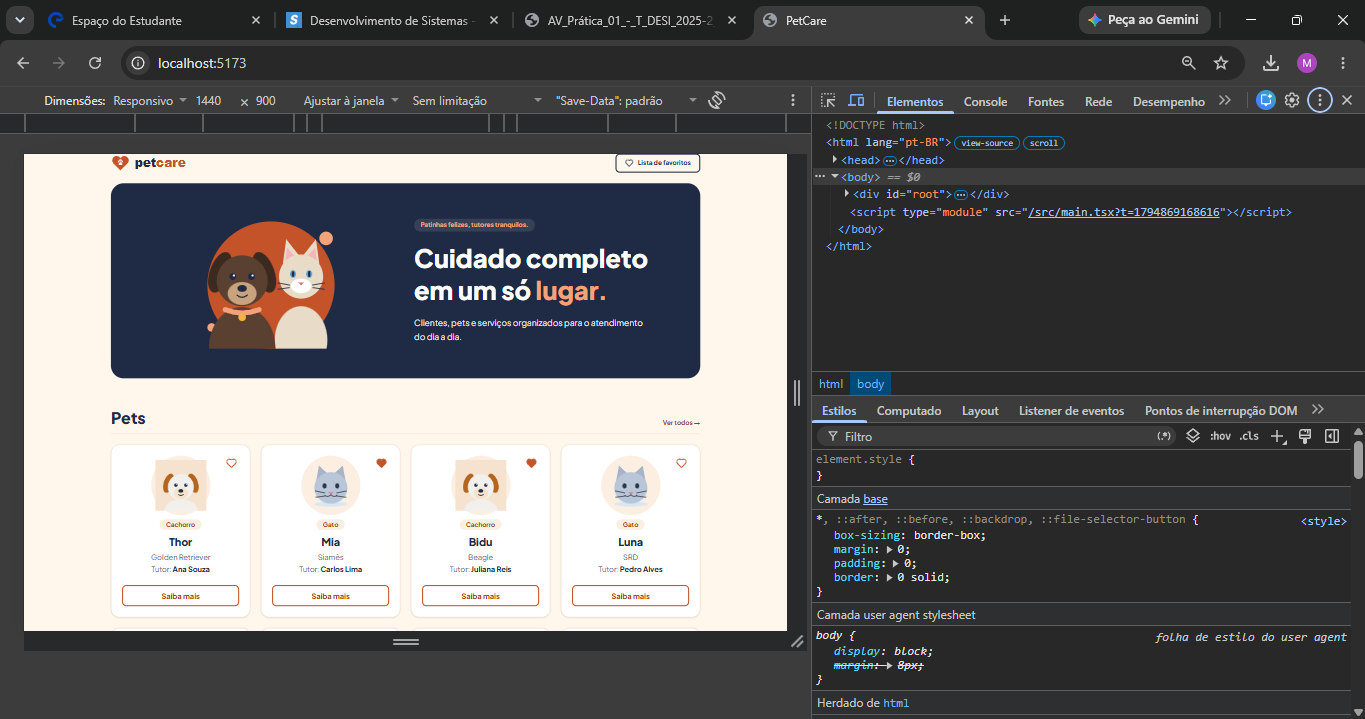 Espaço do Estudante
Desenvolvimento de Sistemas -
AV_Prática_01_-_T_DESI_2025-2
PetCare
Peça ao Gemini
localhost:5173
M
Dimensões: Responsivo 1440 × 900 Ajustar à janela Sem limitação "Save-Data": padrão
petcare
Lista de favoritos
Patinhas felizes, tutores tranquilos.
Cuidado completo
em um só lugar.
Clientes, pets e serviços organizados para o atendimento
do dia a dia.
Pets
Ver todos →
Cachorro
Thor
Golden Retriever
Tutor: Ana Souza
Saiba mais
Gato
Mia
Siamês
Tutor: Carlos Lima
Saiba mais
Cachorro
Bidu
Beagle
Tutor: Juliana Reis
Saiba mais
Gato
Luna
SRD
Tutor: Pedro Alves
Saiba mais
Elementos Console Fontes Rede Desempenho
<!DOCTYPE html>
<html lang="pt-BR"> view-source scroll
<head> … </head>
<body> == $0
<div id="root"> … </div>
<script type="module" src="/src/main.tsx?t=1794869168616"></script>
</body>
</html>
html body
Estilos Computado Layout Listener de eventos Pontos de interrupção DOM
Filtro (.*) :hov .cls
element.style {
}
Camada base
*, ::after, ::before, ::backdrop, ::file-selector-button { <style>
box-sizing: border-box;
margin: 0;
padding: 0;
border: 0 solid;
}
Camada user agent stylesheet
body { folha de estilo do user agent
display: block;
margin: 8px;
}
Herdado de html